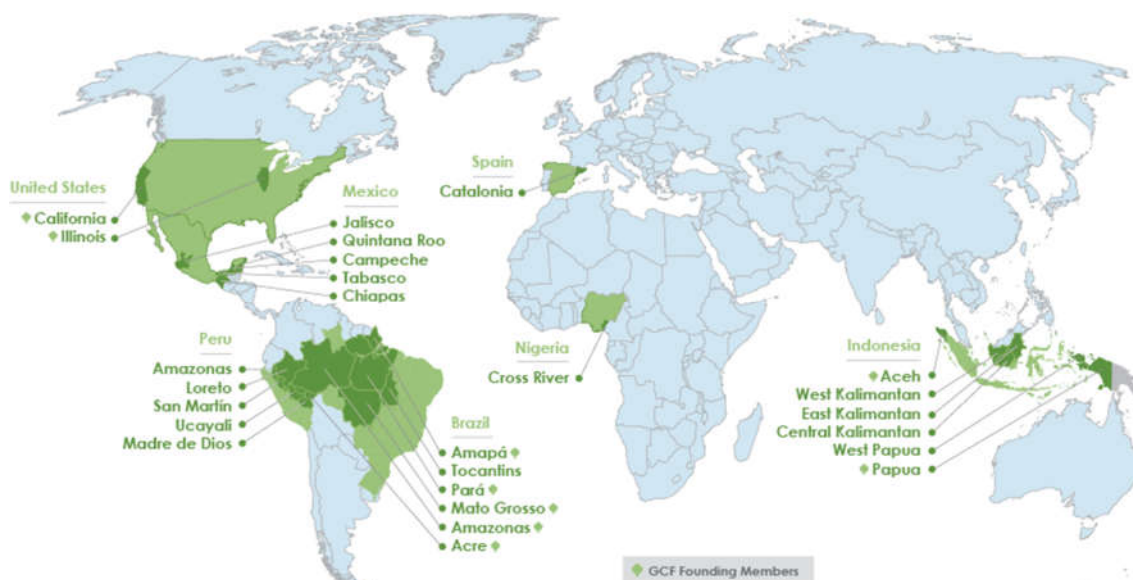 United States
California
Illinois
Mexico
Jalisco
Quintana Roo
Campeche
Tabasco
Chiapas
Peru
Amazonas
Loreto
San Martín
Ucayali
Madre de Dios
Brazil
Amapá
Tocantins
Pará
Mato Grosso
Amazonas
Acre
Spain
Catalonia
Nigeria
Cross River
Indonesia
Aceh
West Kalimantan
East Kalimantan
Central Kalimantan
West Papua
Papua
GCF Founding Members